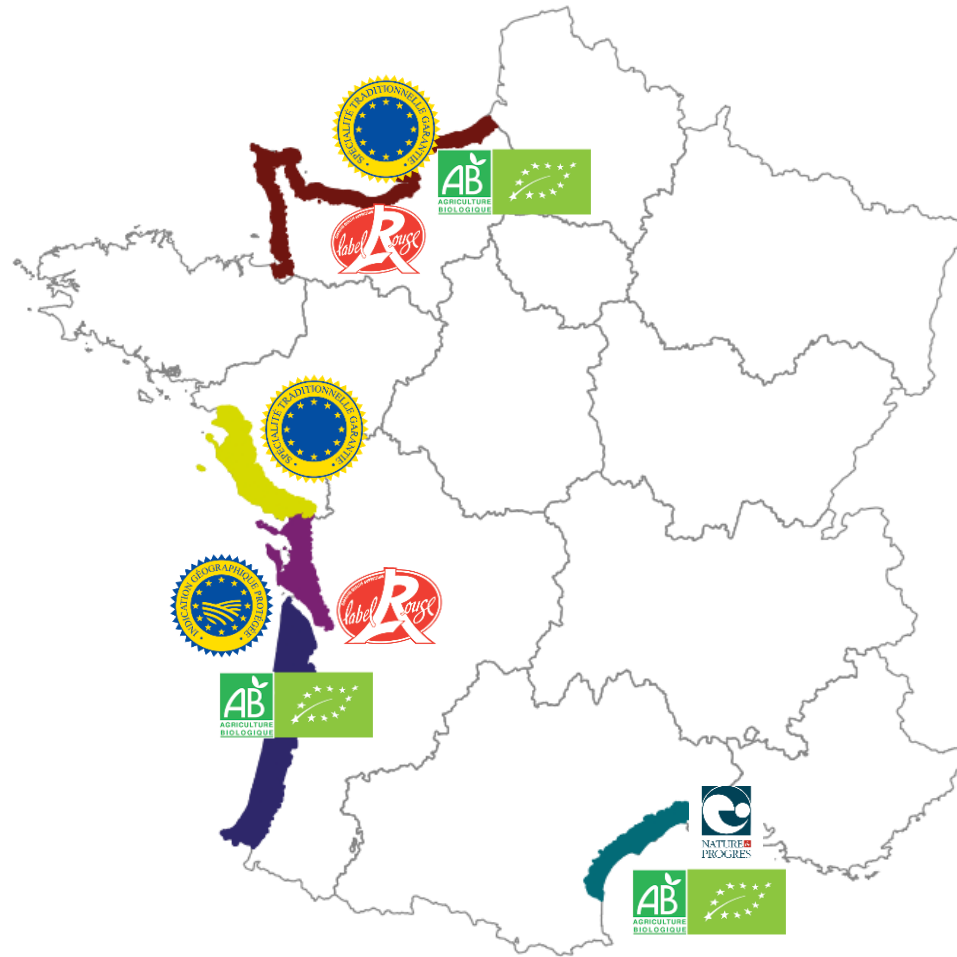 • SPÉCIALITÉ TRADITIONNELLE GARANTIE •
AB
AGRICULTURE
BIOLOGIQUE
label Rouge
• SPÉCIALITÉ TRADITIONNELLE GARANTIE •
• INDICATION GÉOGRAPHIQUE PROTÉGÉE •
label Rouge
AB
AGRICULTURE
BIOLOGIQUE
NATURE & PROGRES
AB
AGRICULTURE
BIOLOGIQUE